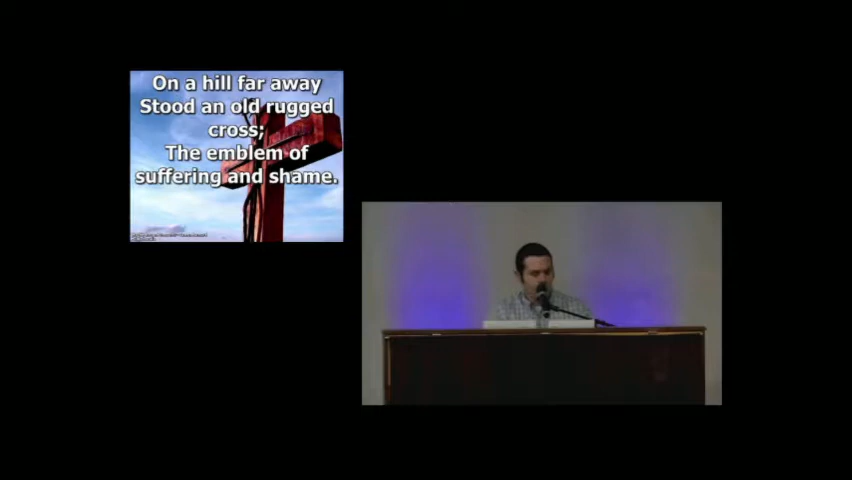 On a hill far away
Stood an old rugged
cross;
The emblem of
suffering and shame.